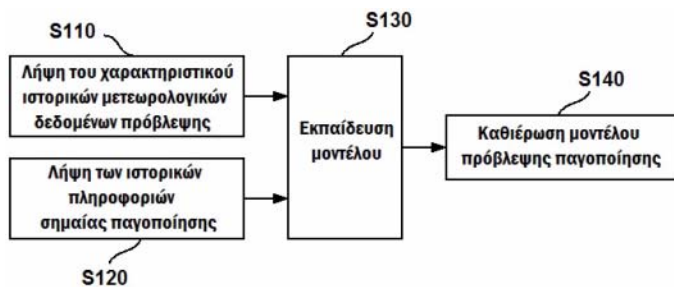 S110
Λήψη του χαρακτηριστικού
ιστορικών μετεωρολογικών
δεδομένων πρόβλεψης
Λήψη των ιστορικών
πληροφοριών
σημαίας παγοποίησης
S120
S130
Εκπαίδευση
μοντέλου
S140
Καθιέρωση μοντέλου
πρόβλεψης παγοποίησης